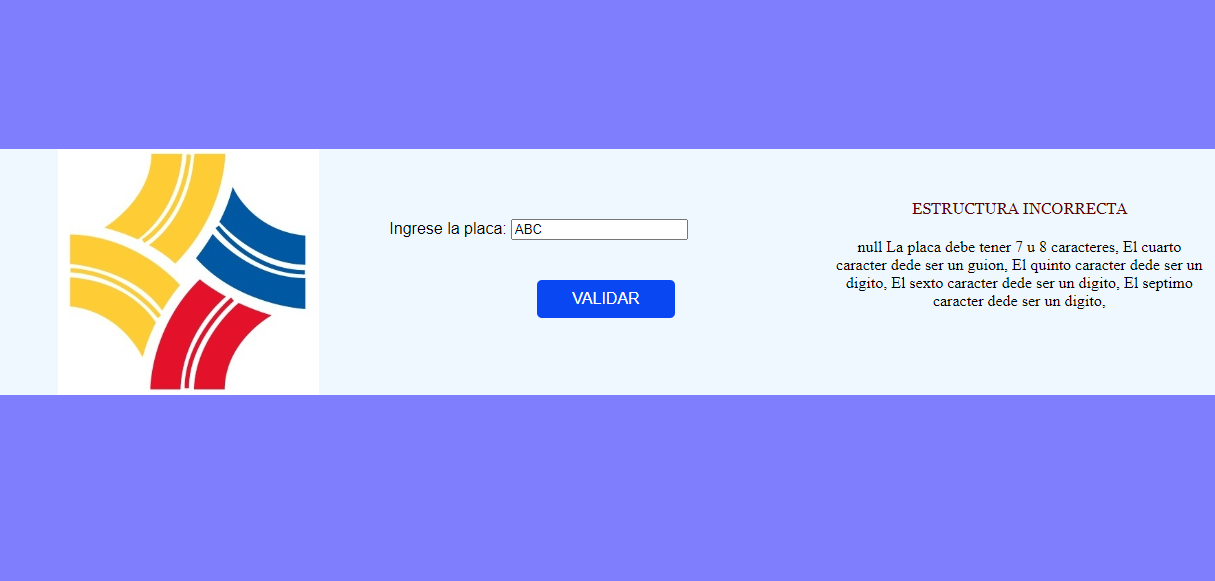 Ingrese la placa: ABC
VALIDAR
ESTRUCTURA INCORRECTA
null La placa debe tener 7 u 8 caracteres, El cuarto
caracter dede ser un guion, El quinto caracter dede ser un
digito, El sexto caracter dede ser un digito, El septimo
caracter dede ser un digito,